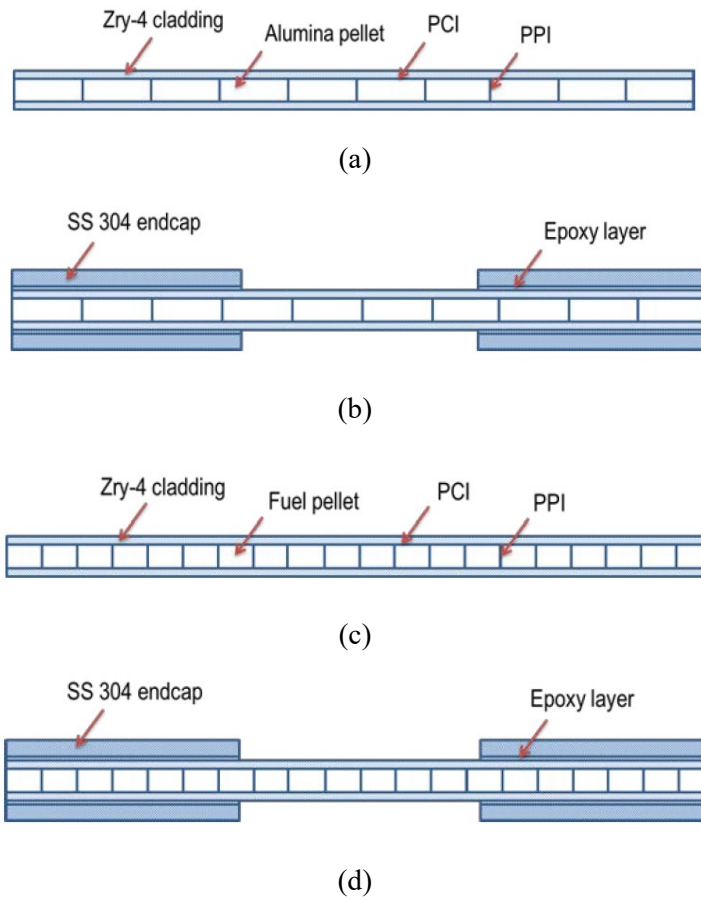 Zry-4 cladding
Alumina pellet
PCI
PPI
(a)
SS 304 endcap
Epoxy layer
(b)
Zry-4 cladding
Fuel pellet
PCI
PPI
(c)
SS 304 endcap
Epoxy layer
(d)